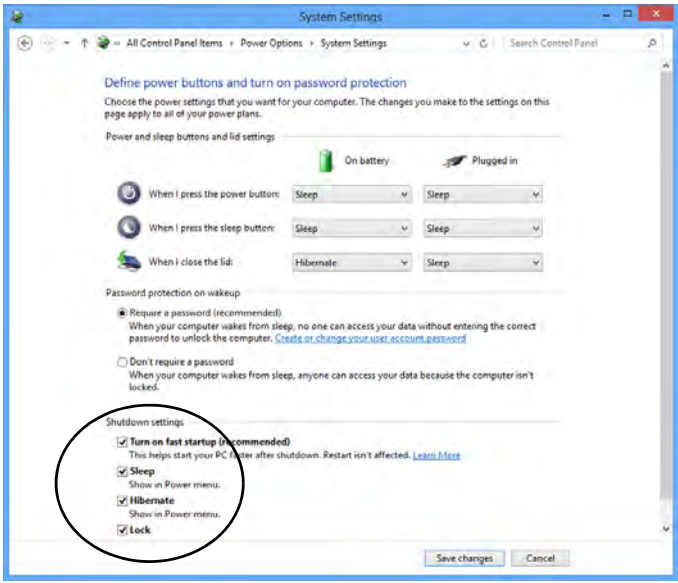 System Settings
« All Control Panel Items › Power Options › System Settings
Search Control Panel
Define power buttons and turn on password protection
Choose the power settings that you want for your computer. The changes you make to the settings on this
page apply to all of your power plans.
Power and sleep buttons and lid settings
On battery
Plugged in
When I press the power button: Sleep Sleep
When I press the sleep button: Sleep Sleep
When I close the lid: Hibernate Sleep
Password protection on wakeup
Require a password (recommended)
When your computer wakes from sleep, no one can access your data without entering the correct
password to unlock the computer. Create or change your user account password
Don't require a password
When your computer wakes from sleep, anyone can access your data because the computer isn't
locked.
Shutdown settings
Turn on fast startup (recommended)
This helps start your PC faster after shutdown. Restart isn't affected. Learn More
Sleep
Show in Power menu.
Hibernate
Show in Power menu.
Lock
Save changes Cancel